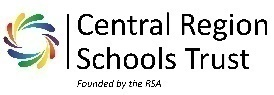 Central Region
Schools Trust
Founded by the RSA